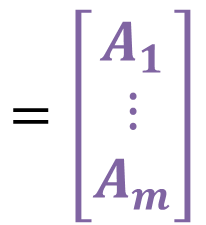 A₁
=
⋮
Aₘ